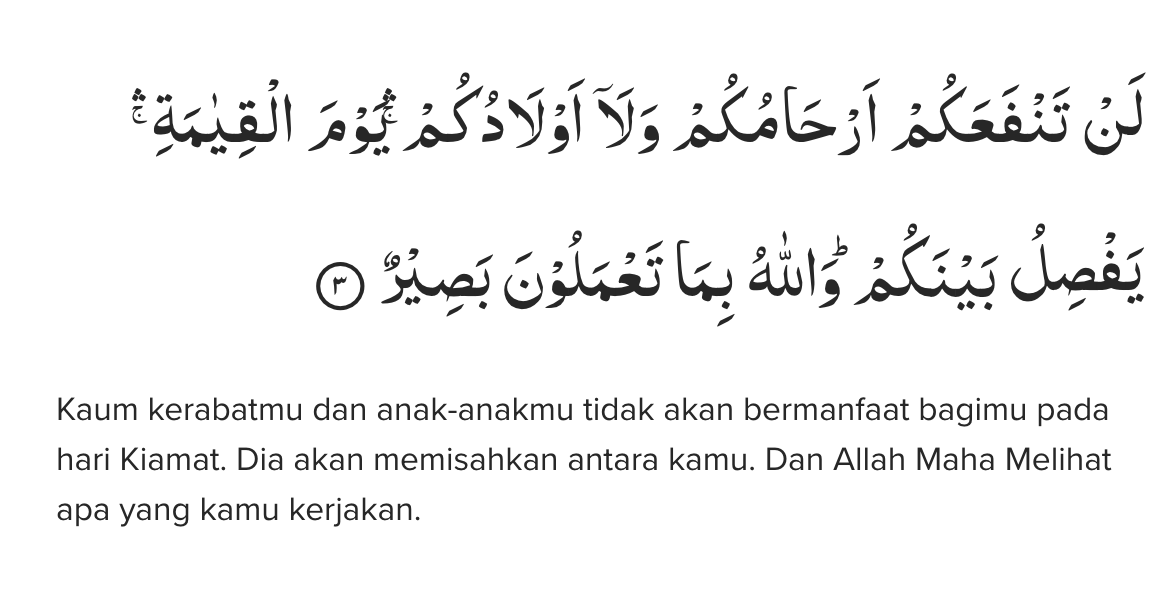 لَنْ تَنْفَعَكُمْ اَرْحَامُكُمْ وَلَآ اَوْلَادُكُمْ ۛيَوْمَ الْقِيٰمَةِ ۛ
يَفْصِلُ بَيْنَكُمْۗ وَاللّٰهُ بِمَا تَعْمَلُوْنَ بَصِيْرٌ ٣
Kaum kerabatmu dan anak-anakmu tidak akan bermanfaat bagimu pada
hari Kiamat. Dia akan memisahkan antara kamu. Dan Allah Maha Melihat
apa yang kamu kerjakan.